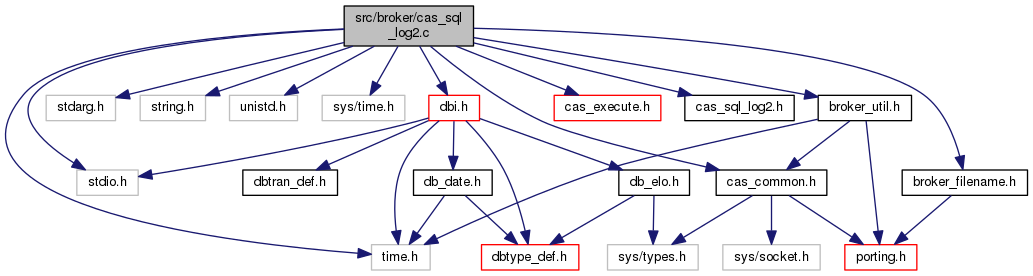 src/broker/cas_sql
_log2.c
stdarg.h
string.h
unistd.h
sys/time.h
dbi.h
cas_execute.h
cas_sql_log2.h
broker_util.h
stdio.h
dbtran_def.h
db_date.h
db_elo.h
cas_common.h
broker_filename.h
time.h
dbtype_def.h
sys/types.h
sys/socket.h
porting.h